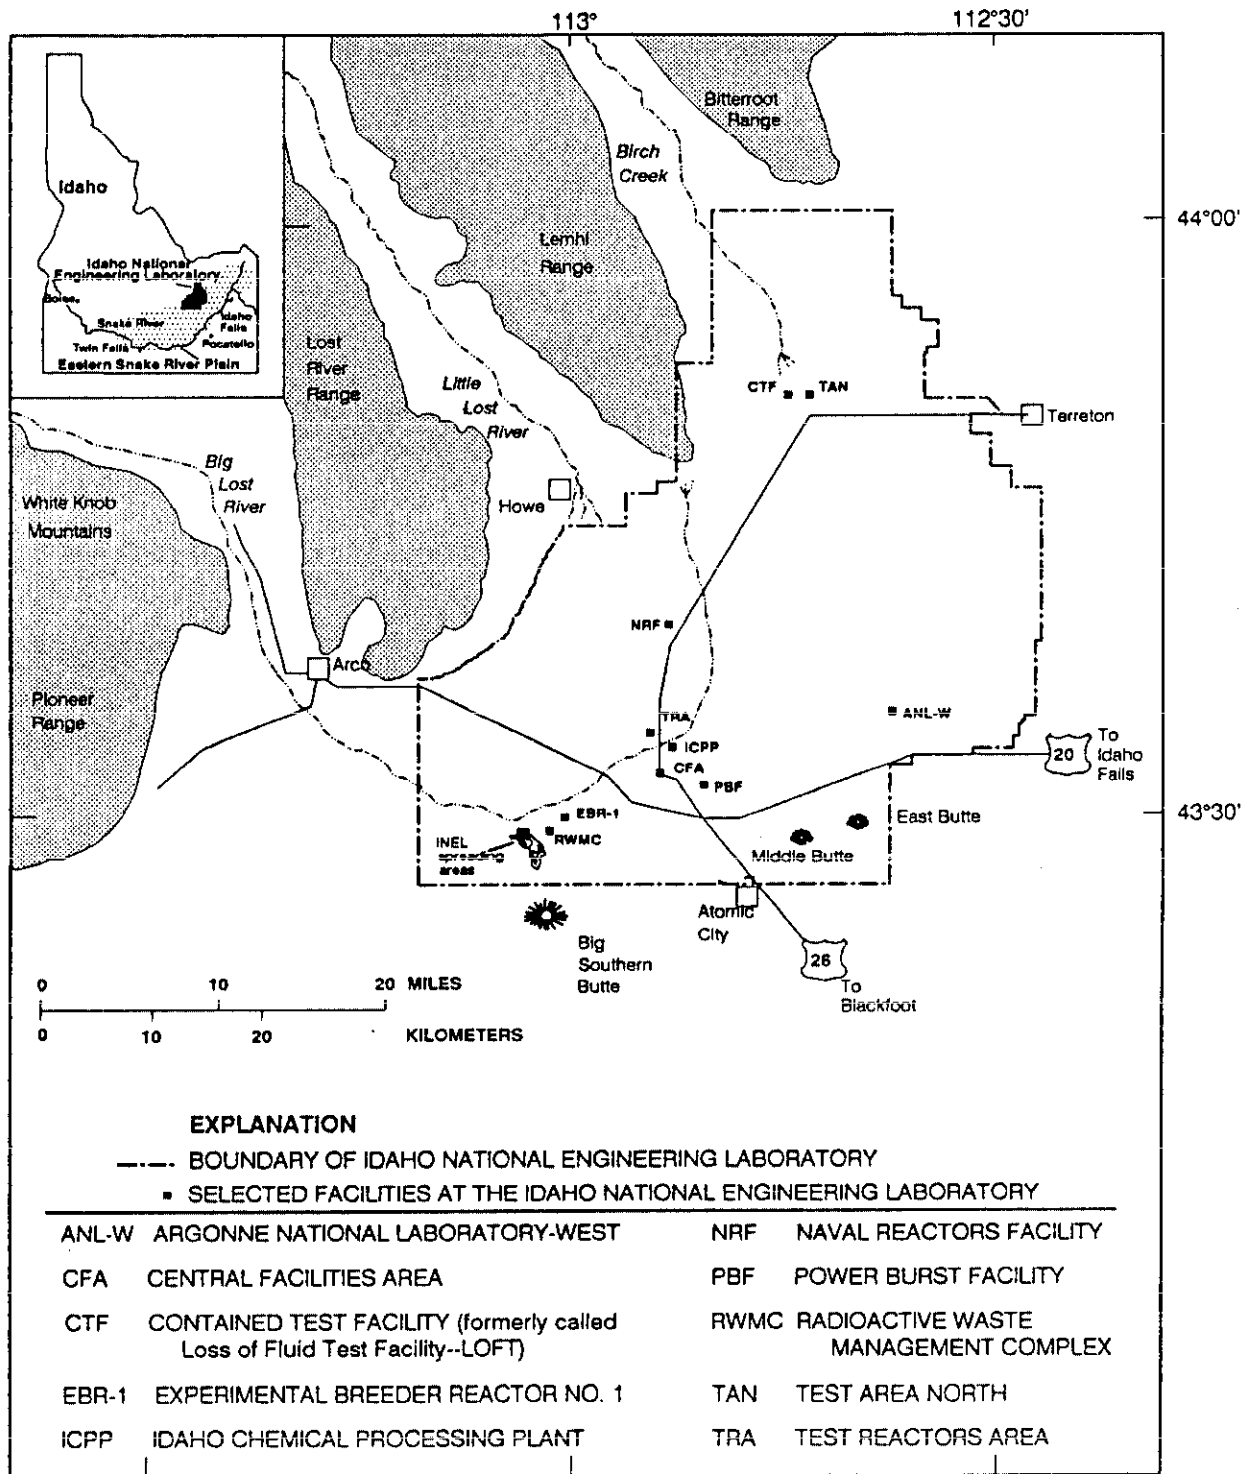 113°
112°30'
44°00'
43°30'
Idaho
Idaho National
Engineering Laboratory
Boise
Snake River
Idaho
Falls
Pocatello
Twin Falls
Eastern Snake River Plain
Bitterroot
Range
Birch
Creek
Lemhi
Range
Lost
River
Range
Little
Lost
River
CTF
TAN
Terreton
Big
Lost
River
White Knob
Mountains
Howe
NRF
Arco
Pioneer
Range
TRA
ICPP
CFA
PBF
ANL-W
20
To
Idaho
Falls
EBR-1
RWMC
INEL
spreading
areas
East Butte
Middle Butte
Atomic
City
Big
Southern
Butte
26
To
Blackfoot
0 10 20 MILES
0 10 20 KILOMETERS
EXPLANATION
BOUNDARY OF IDAHO NATIONAL ENGINEERING LABORATORY
SELECTED FACILITIES AT THE IDAHO NATIONAL ENGINEERING LABORATORY
ANL-W ARGONNE NATIONAL LABORATORY-WEST
CFA CENTRAL FACILITIES AREA
CTF CONTAINED TEST FACILITY (formerly called
Loss of Fluid Test Facility--LOFT)
EBR-1 EXPERIMENTAL BREEDER REACTOR NO. 1
ICPP IDAHO CHEMICAL PROCESSING PLANT
NRF NAVAL REACTORS FACILITY
PBF POWER BURST FACILITY
RWMC RADIOACTIVE WASTE
MANAGEMENT COMPLEX
TAN TEST AREA NORTH
TRA TEST REACTORS AREA